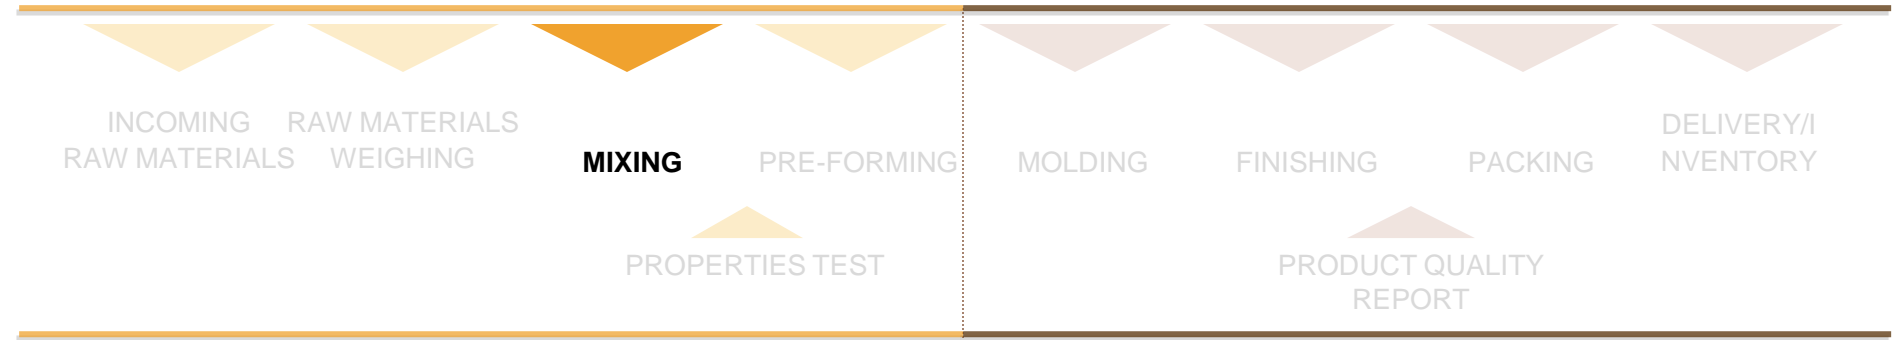 INCOMING
RAW MATERIALS
RAW MATERIALS
WEIGHING
MIXING
PRE-FORMING
MOLDING
FINISHING
PACKING
DELIVERY/I
NVENTORY
PROPERTIES TEST
PRODUCT QUALITY
REPORT